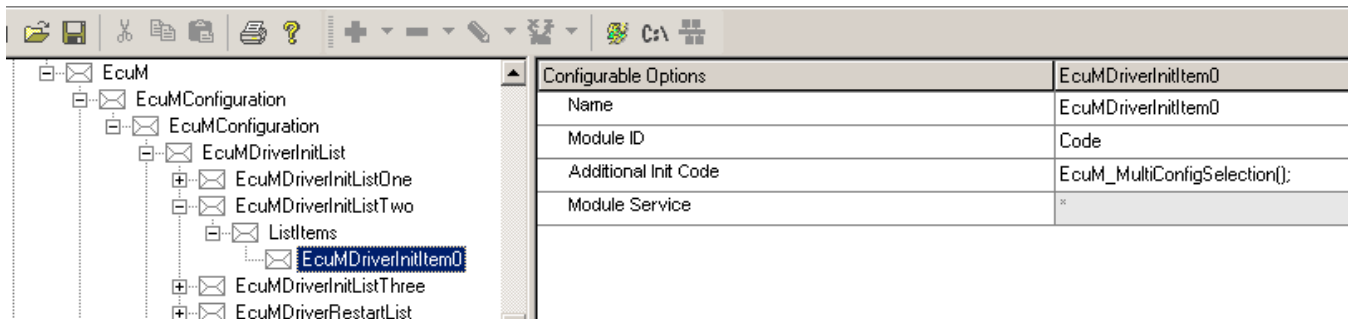 C:\
EcuM
EcuMConfiguration
EcuMConfiguration
EcuMDriverInitList
EcuMDriverInitListOne
EcuMDriverInitListTwo
ListItems
EcuMDriverInitItem0
EcuMDriverInitListThree
EcuMDriverRestartList
Configurable Options EcuMDriverInitItem0
Name EcuMDriverInitItem0
Module ID Code
Additional Init Code EcuM_MultiConfigSelection();
Module Service *